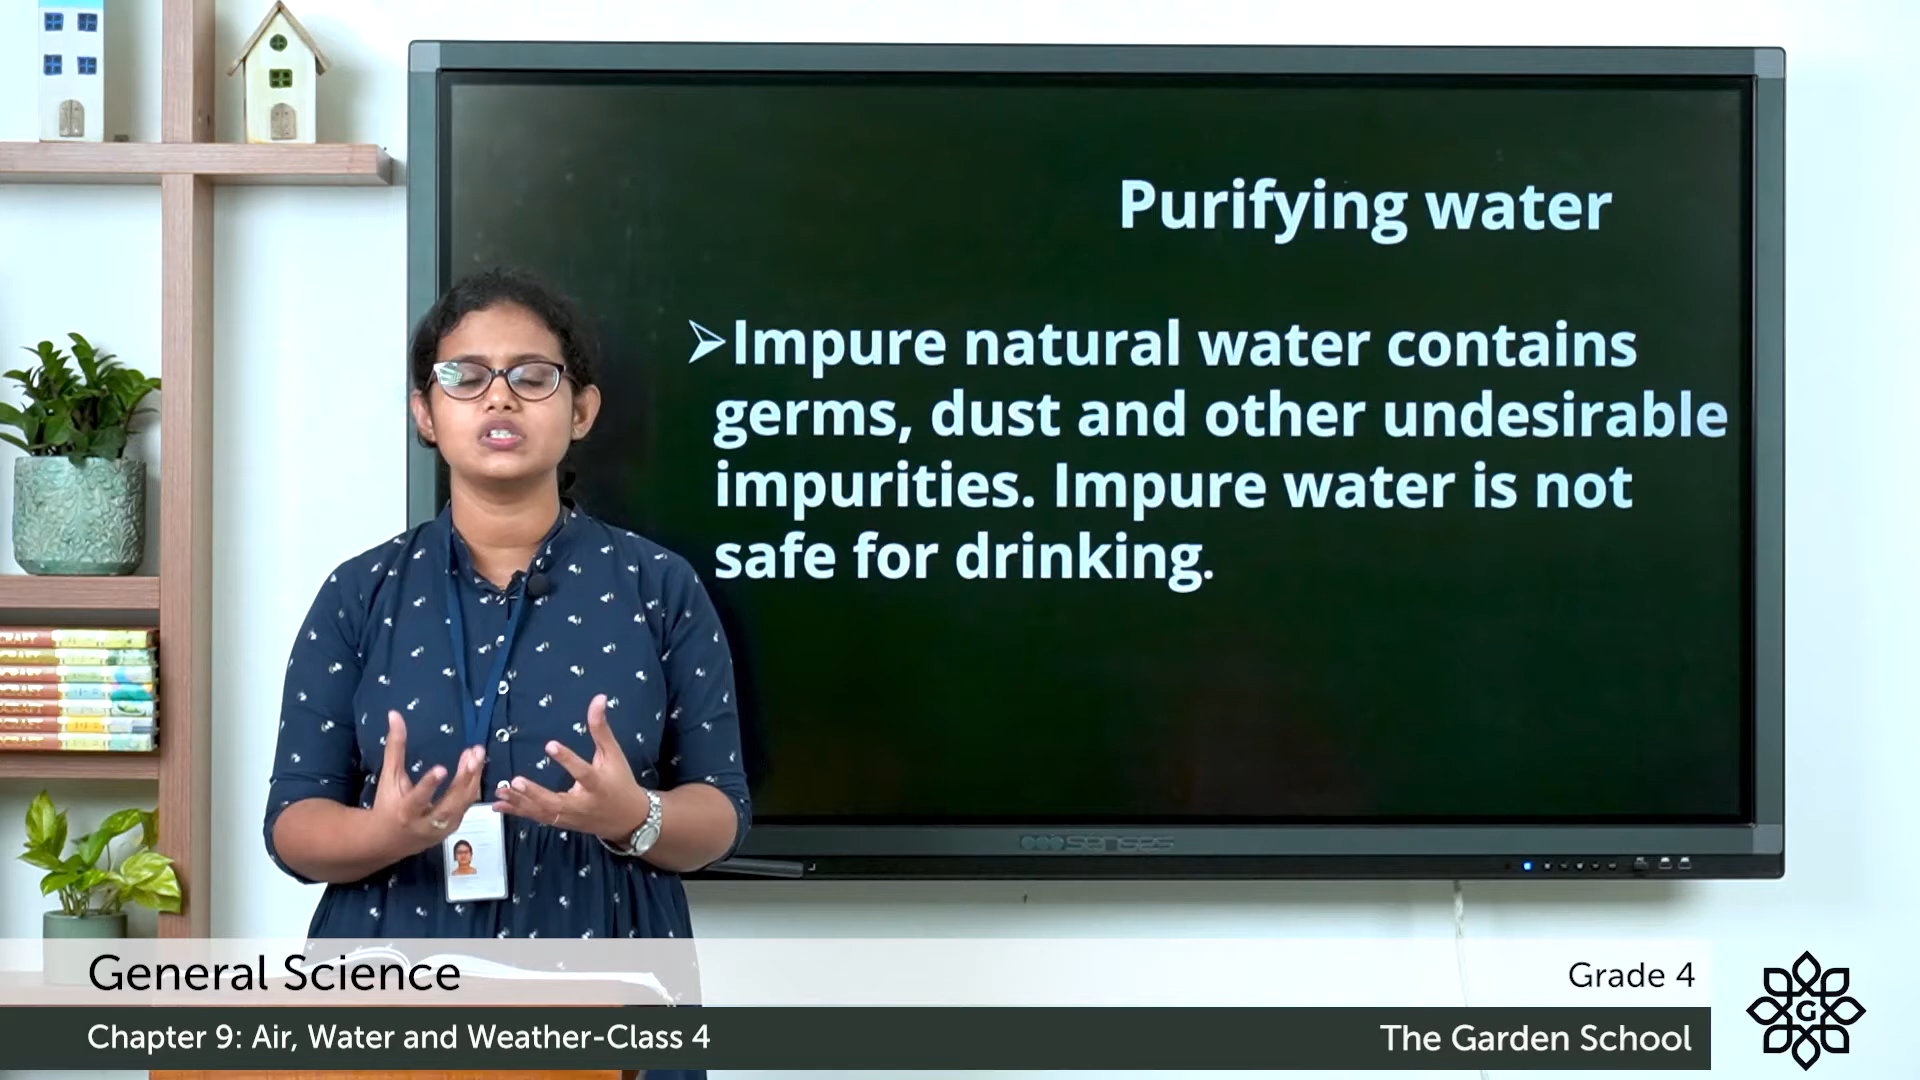 Purifying water
➢Impure natural water contains
germs, dust and other undesirable
impurities. Impure water is not
safe for drinking.
senses
General Science
Grade 4
Chapter 9: Air, Water and Weather-Class 4
The Garden School
G